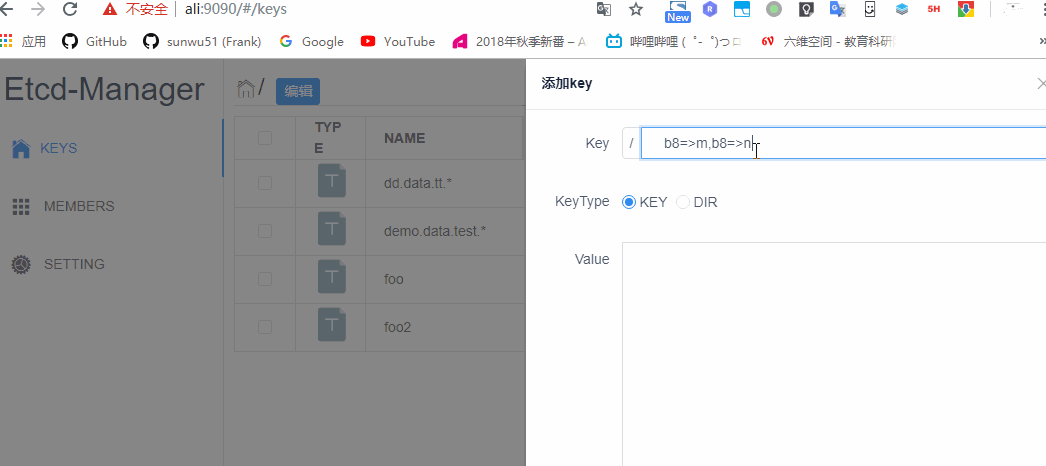 不安全 | ali:9090/#/keys
New
5H
应用 GitHub sunwu51 (Frank) Google YouTube 2018年秋季新番 – 哔哩哔哩 ( ゜- ゜)つロ 6V 六维空间 - 教育科研 »
Etcd-Manager
/ 编辑
添加key
KEYS
MEMBERS
SETTING
TYP
E
NAME
T dd.data.tt.*
T demo.data.test.*
T foo
T foo2
Key / b8=>m,b8=>n
KeyType KEY DIR
Value